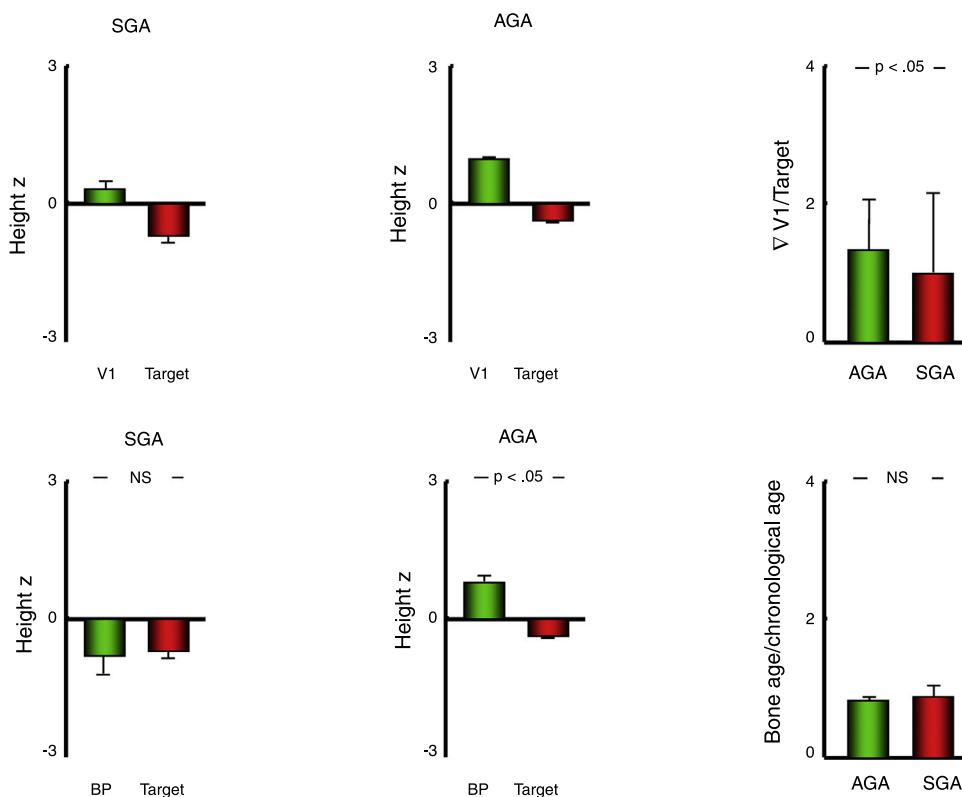 SGA
3
0
-3
Height z
V1 Target
AGA
3
0
-3
Height z
V1 Target
4
2
0
∇ V1/Target
p < .05
AGA SGA
SGA
NS
3
0
-3
Height z
BP Target
AGA
p < .05
3
0
-3
Height z
BP Target
NS
4
2
0
Bone age/chronological age
AGA SGA